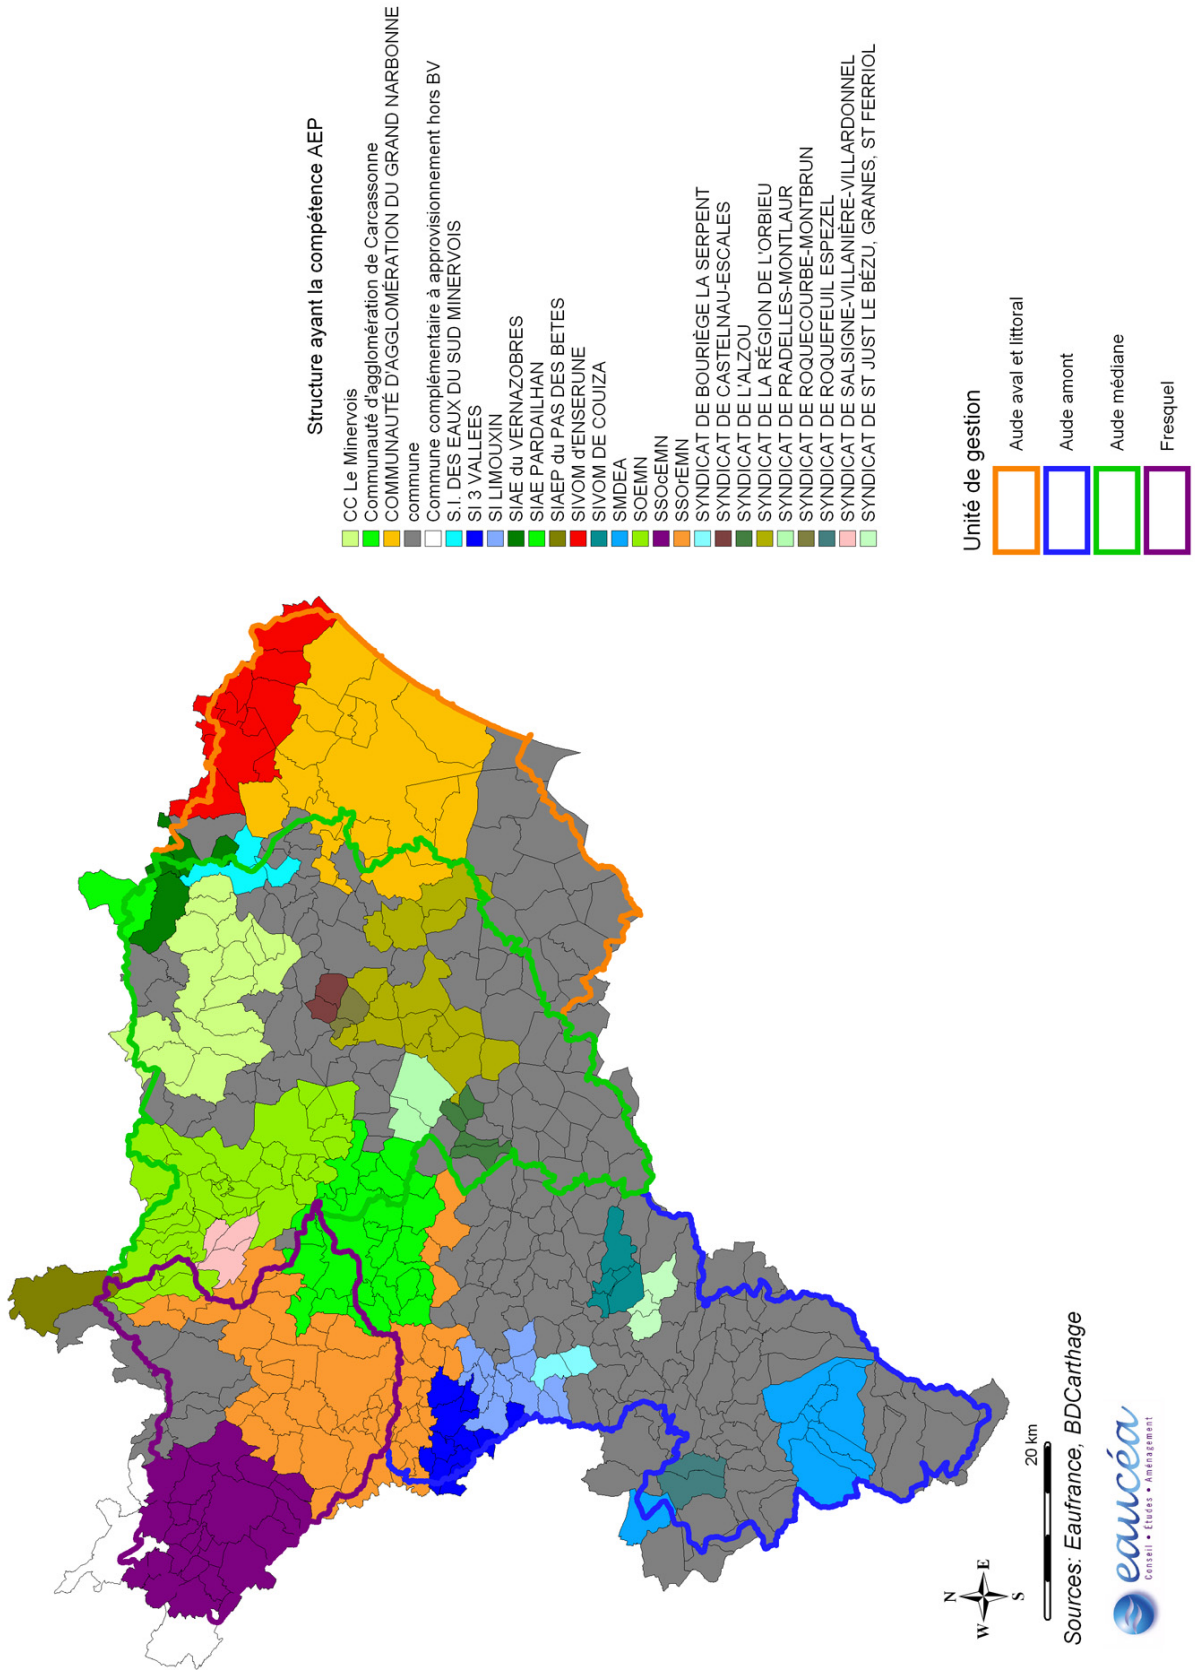 Structure ayant la compétence AEP
CC Le Minervois
Communauté d'agglomération de Carcassonne
COMMUNAUTÉ D'AGGLOMÉRATION DU GRAND NARBONNE
commune
Commune complémentaire à approvisionnement hors BV
S.I. DES EAUX DU SUD MINERVOIS
SI 3 VALLEES
SI LIMOUXIN
SIAE du VERNAZOBRES
SIAE PARDAILHAN
SIAEP du PAS DES BETES
SIVOM d'ENSERUNE
SIVOM DE COUIZA
SMDEA
SOEMN
SSOcEMN
SSOrEMN
SYNDICAT DE BOURIÈGE LA SERPENT
SYNDICAT DE CASTELNAU-ESCALES
SYNDICAT DE L'ALZOU
SYNDICAT DE LA RÉGION DE L'ORBIEU
SYNDICAT DE PRADELLES-MONTLAUR
SYNDICAT DE ROQUECOURBE-MONTBRUN
SYNDICAT DE ROQUEFEUIL ESPEZEL
SYNDICAT DE SALSIGNE-VILLANIÈRE-VILLARDONNEL
SYNDICAT DE ST JUST LE BÉZU, GRANES, ST FERRIOL
Unité de gestion
Aude aval et littoral
Aude amont
Aude médiane
Fresquel
N
W
E
S
20 km
Sources: Eaufrance, BDCarthage
eaucéa
Conseil • Etudes • Aménagement